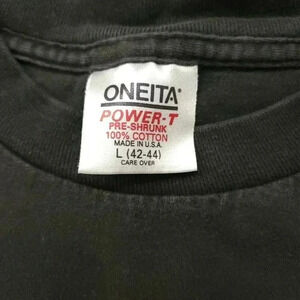 ONEITA®
POWER-T
PRE-SHRUNK
100% COTTON
MADE IN U.S.A.
L (42-44)
CARE OVER